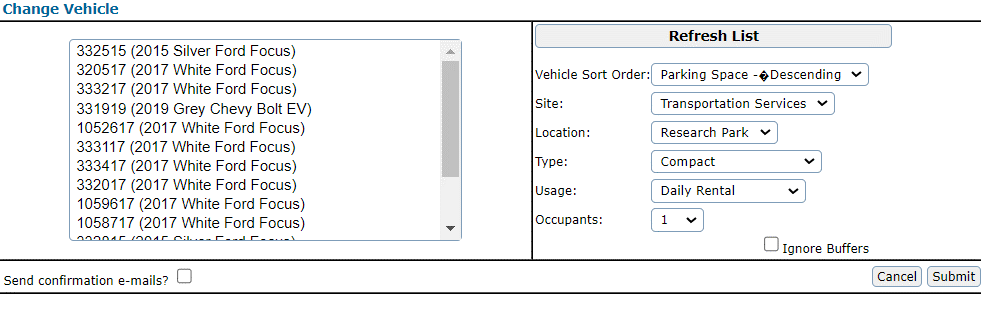 Change Vehicle
332515 (2015 Silver Ford Focus)
320517 (2017 White Ford Focus)
333217 (2017 White Ford Focus)
331919 (2019 Grey Chevy Bolt EV)
1052617 (2017 White Ford Focus)
333117 (2017 White Ford Focus)
333417 (2017 White Ford Focus)
332017 (2017 White Ford Focus)
1059617 (2017 White Ford Focus)
1058717 (2017 White Ford Focus)
Refresh List
Vehicle Sort Order: Parking Space -�Descending
Site: Transportation Services
Location: Research Park
Type: Compact
Usage: Daily Rental
Occupants: 1
Ignore Buffers
Send confirmation e-mails?
Cancel Submit